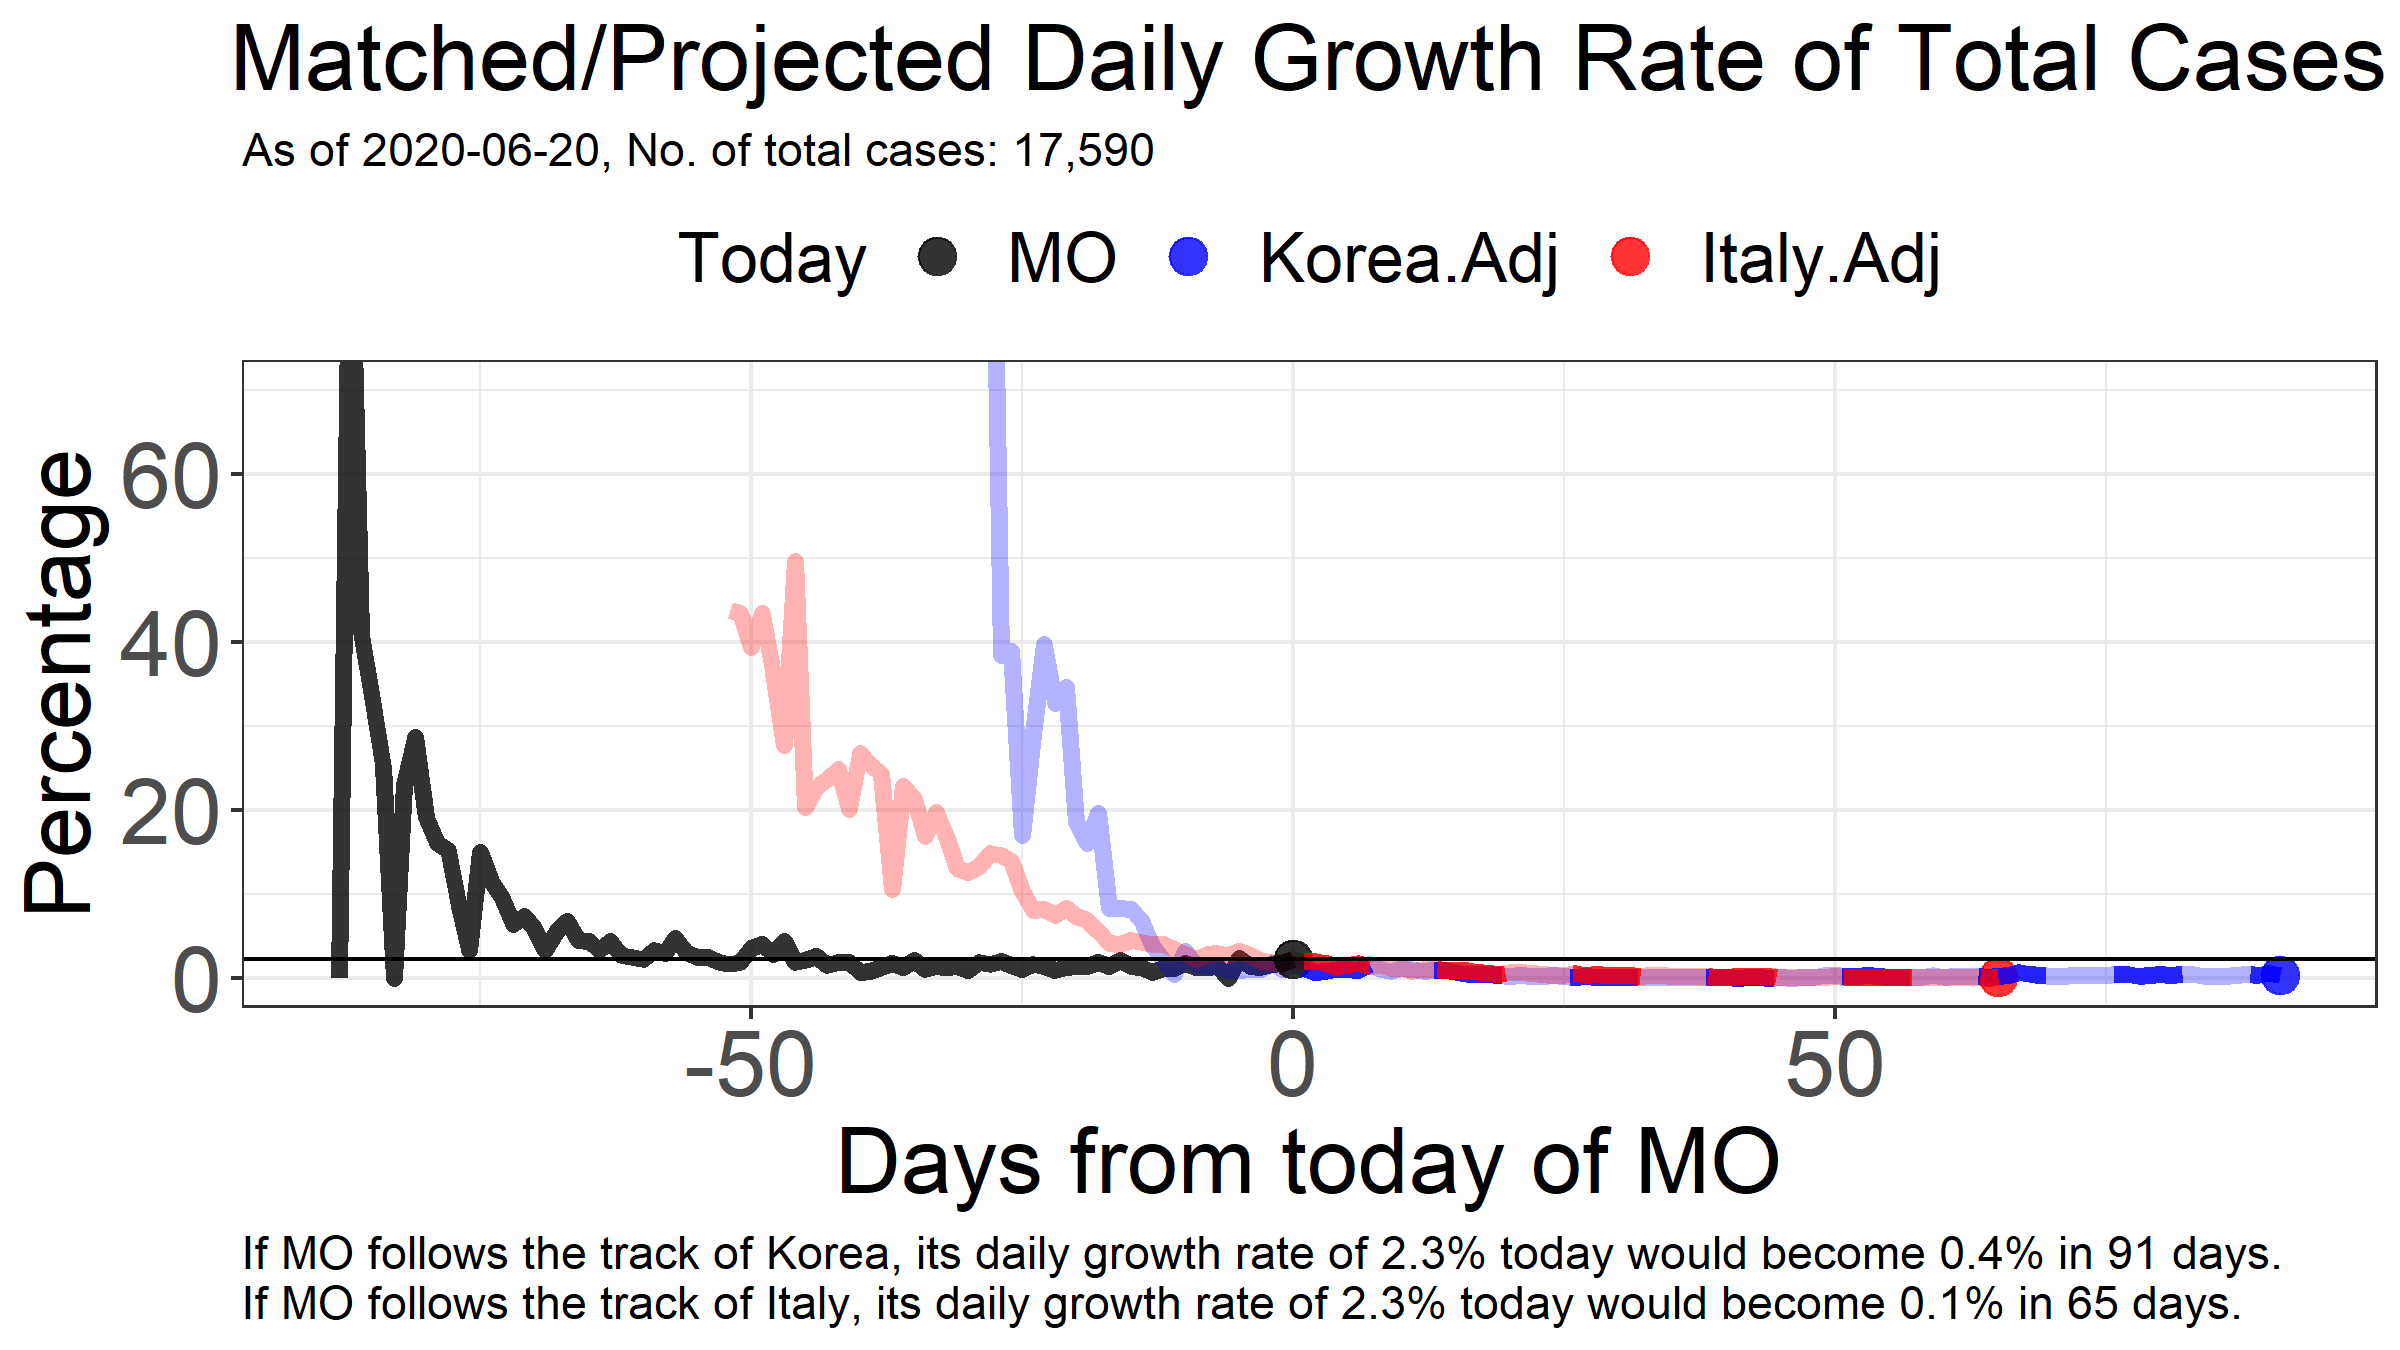 Matched/Projected Daily Growth Rate of Total Cases
As of 2020-06-20, No. of total cases: 17,590
Today MO Korea.Adj Italy.Adj
Percentage
60
40
20
0
-50 0 50
Days from today of MO
If MO follows the track of Korea, its daily growth rate of 2.3% today would become 0.4% in 91 days.
If MO follows the track of Italy, its daily growth rate of 2.3% today would become 0.1% in 65 days.